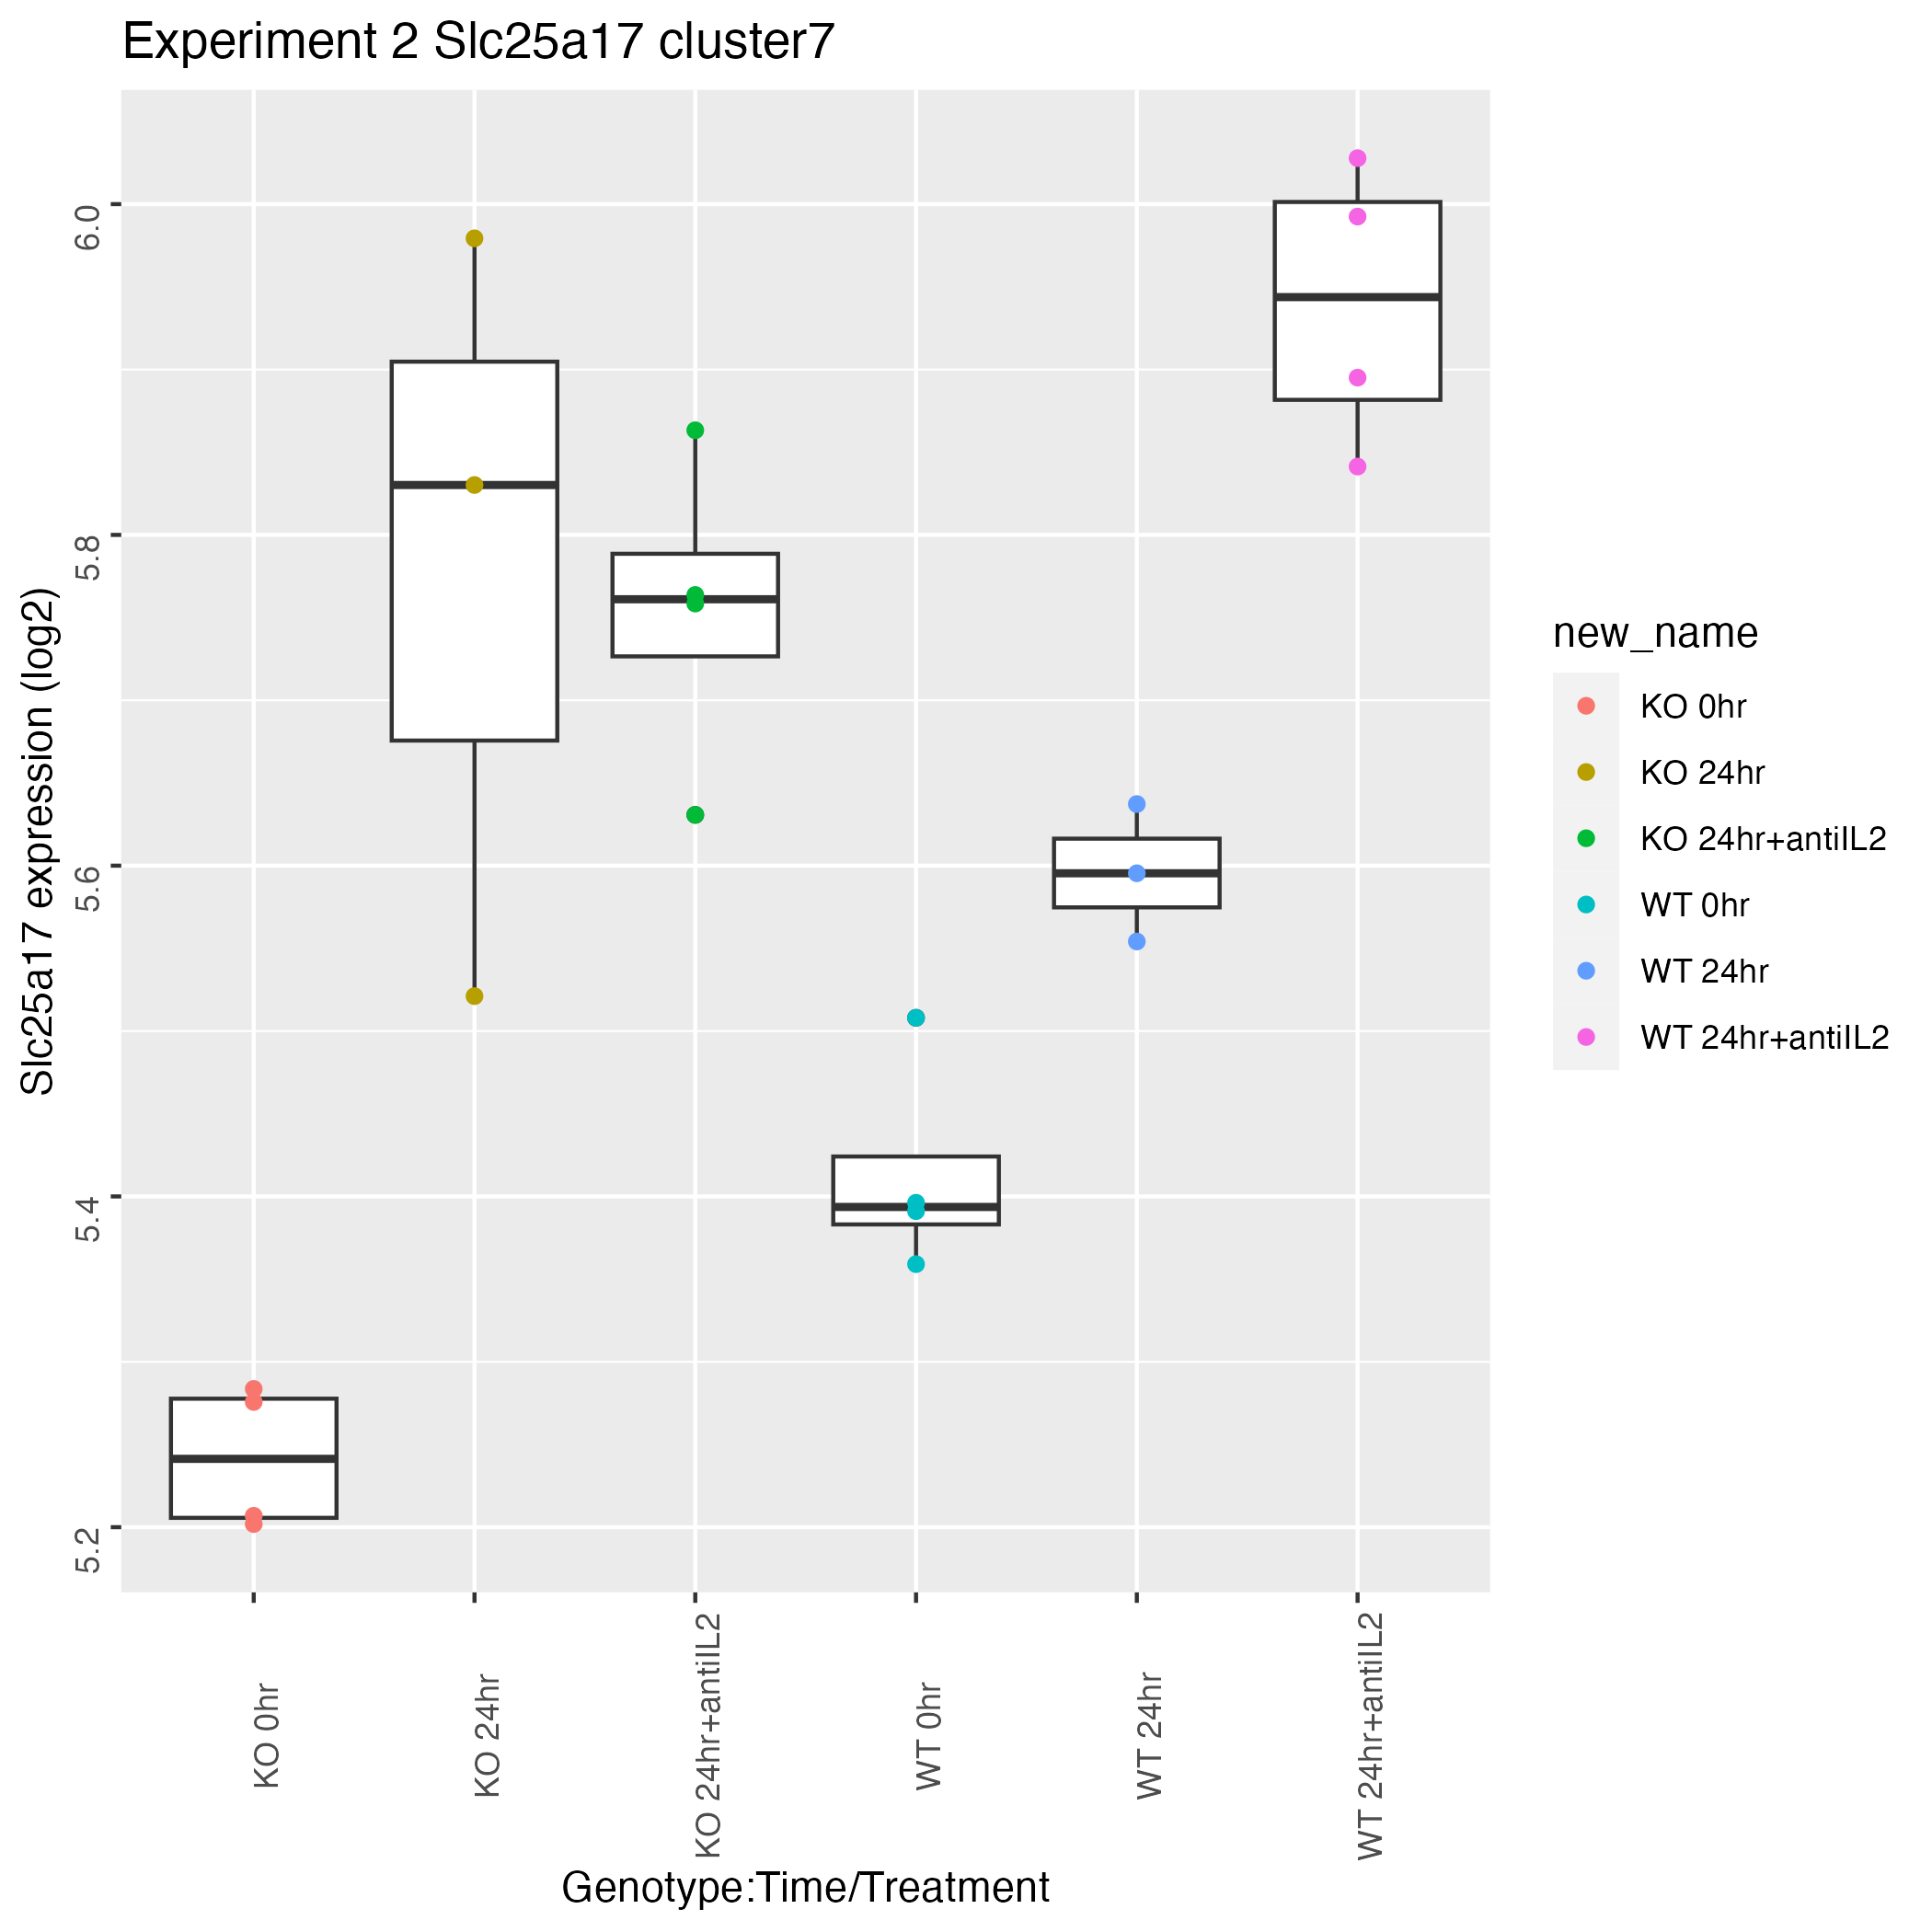 Experiment 2 Slc25a17 cluster7
Slc25a17 expression (log2)
6.0
5.8
5.6
5.4
5.2
KO 0hr
KO 24hr
KO 24hr+antiIL2
WT 0hr
WT 24hr
WT 24hr+antiIL2
Genotype:Time/Treatment
new_name
KO 0hr
KO 24hr
KO 24hr+antiIL2
WT 0hr
WT 24hr
WT 24hr+antiIL2